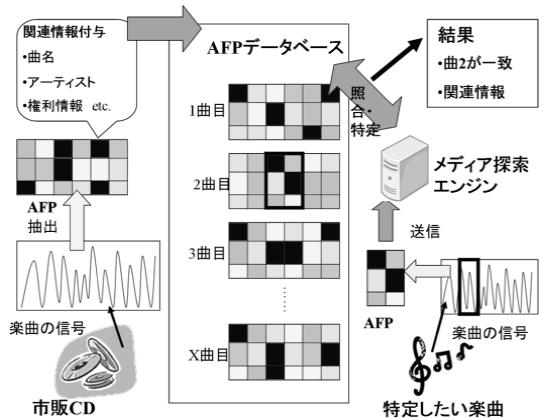 関連情報付与
•曲名
•アーティスト
•権利情報 etc.
AFP
抽出
楽曲の信号
市販CD
AFPデータベース
1曲目
2曲目
3曲目
……
X曲目
照合・特定
結果
•曲2が一致
•関連情報
メディア探索
エンジン
送信
AFP
楽曲の信号
特定したい楽曲